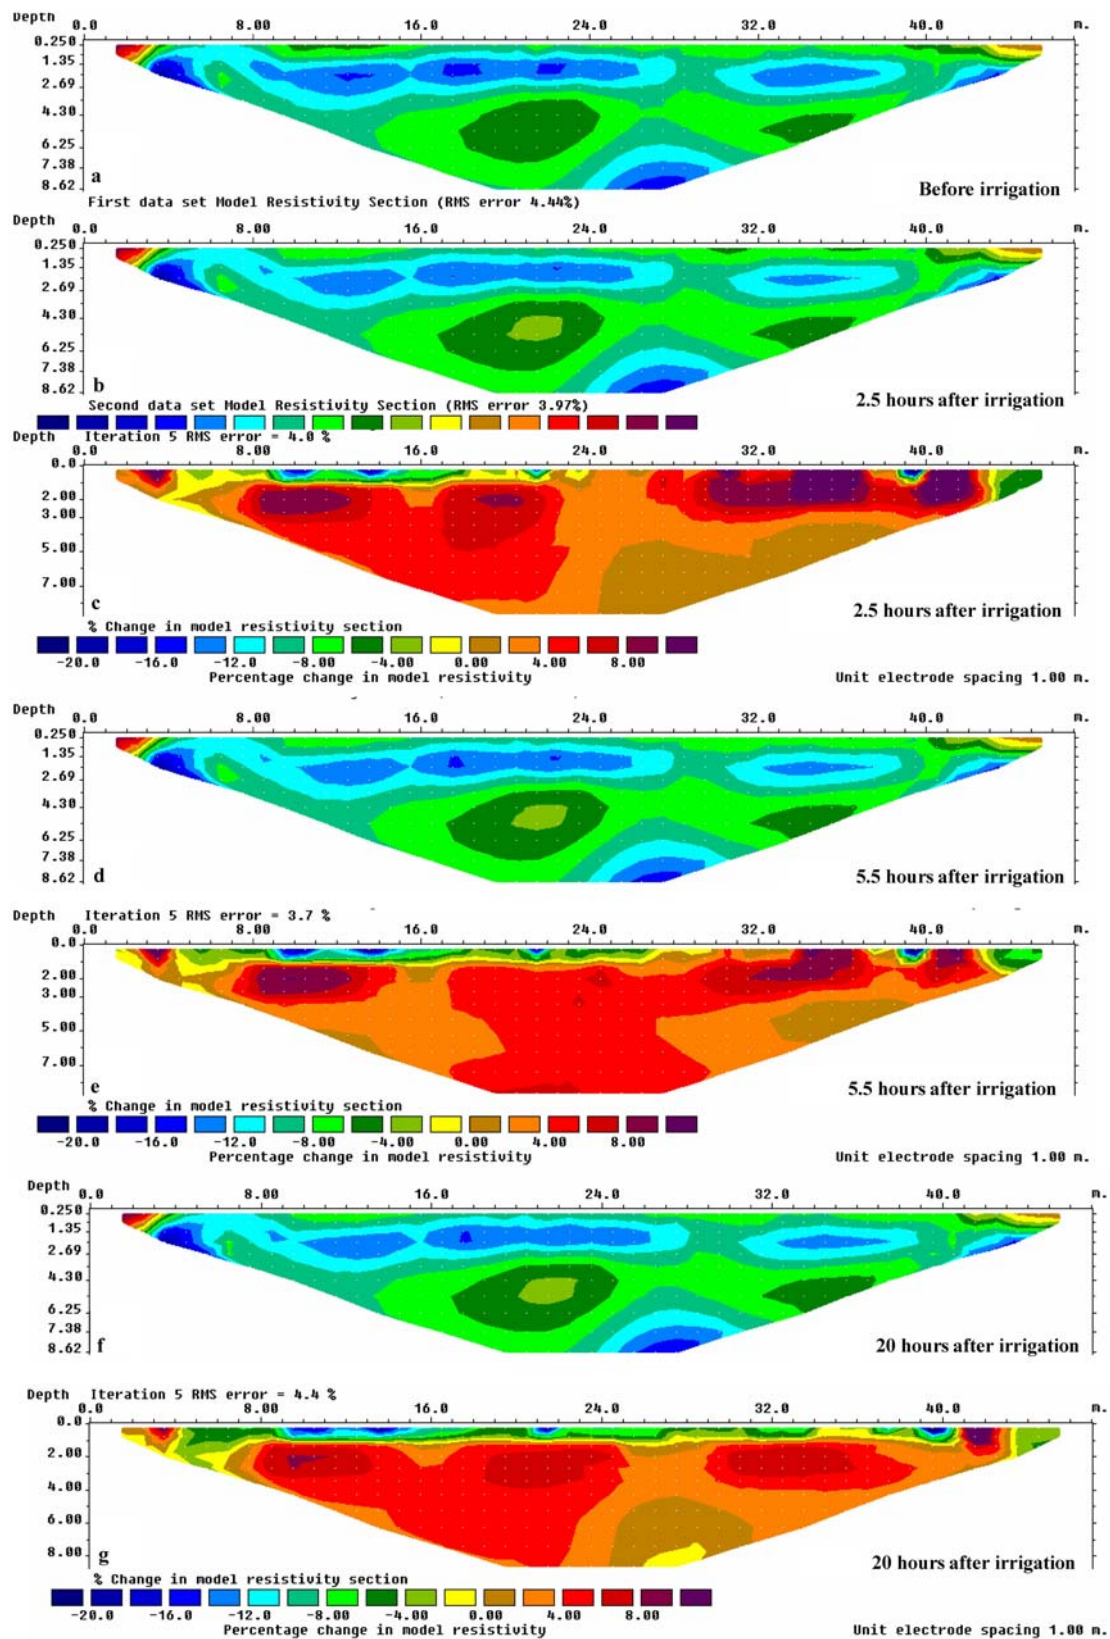 Depth 0.0 8.00 16.0 24.0 32.0 40.0 m.
0.250
1.35
2.69
4.30
6.25
7.38
8.62
a
Before irrigation
First data set Model Resistivity Section (RMS error 4.44%)
Depth 0.0 8.00 16.0 24.0 32.0 40.0 m.
0.250
1.35
2.69
4.30
6.25
7.38
8.62
b
2.5 hours after irrigation
Second data set Model Resistivity Section (RMS error 3.97%)
Depth Iteration 5 RMS error = 4.0 %
0.0 8.00 16.0 24.0 32.0 40.0 m.
0.0
2.00
3.00
5.00
7.00
c
2.5 hours after irrigation
% Change in model resistivity section
-20.0 -16.0 -12.0 -8.00 -4.00 0.00 4.00 8.00
Percentage change in model resistivity Unit electrode spacing 1.00 m.
Depth 0.0 8.00 16.0 24.0 32.0 40.0 m.
0.250
1.35
2.69
4.30
6.25
7.38
8.62
d
5.5 hours after irrigation
Depth Iteration 5 RMS error = 3.7 %
0.0 8.00 16.0 24.0 32.0 40.0 m.
0.0
2.00
3.00
5.00
7.00
e
5.5 hours after irrigation
% Change in model resistivity section
-20.0 -16.0 -12.0 -8.00 -4.00 0.00 4.00 8.00
Percentage change in model resistivity Unit electrode spacing 1.00 m.
Depth
0.0 8.00 16.0 24.0 32.0 40.0 m.
0.250
1.35
2.69
4.30
6.25
7.38
8.62
f
20 hours after irrigation
Depth Iteration 5 RMS error = 4.4 %
0.0 8.00 16.0 24.0 32.0 40.0 m.
0.0
2.00
4.00
6.00
8.00
g
20 hours after irrigation
% Change in model resistivity section
-20.0 -16.0 -12.0 -8.00 -4.00 0.00 4.00 8.00
Percentage change in model resistivity Unit electrode spacing 1.00 m.